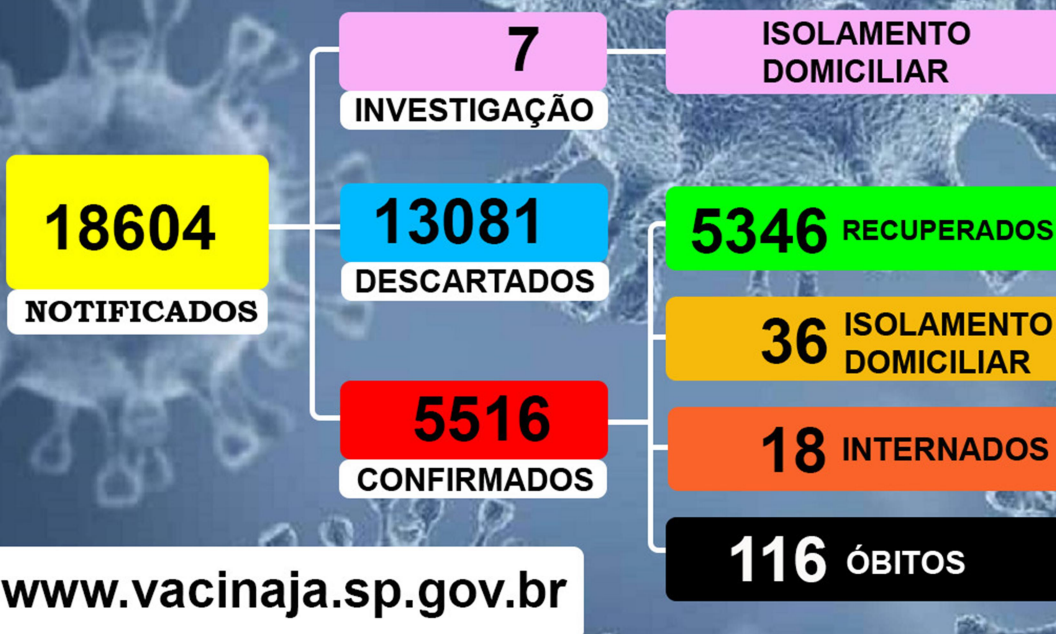 7
INVESTIGAÇÃO
ISOLAMENTO
DOMICILIAR
18604
NOTIFICADOS
13081
DESCARTADOS
5516
CONFIRMADOS
5346 RECUPERADOS
36 ISOLAMENTO
DOMICILIAR
18 INTERNADOS
116 ÓBITOS
www.vacinaja.sp.gov.br